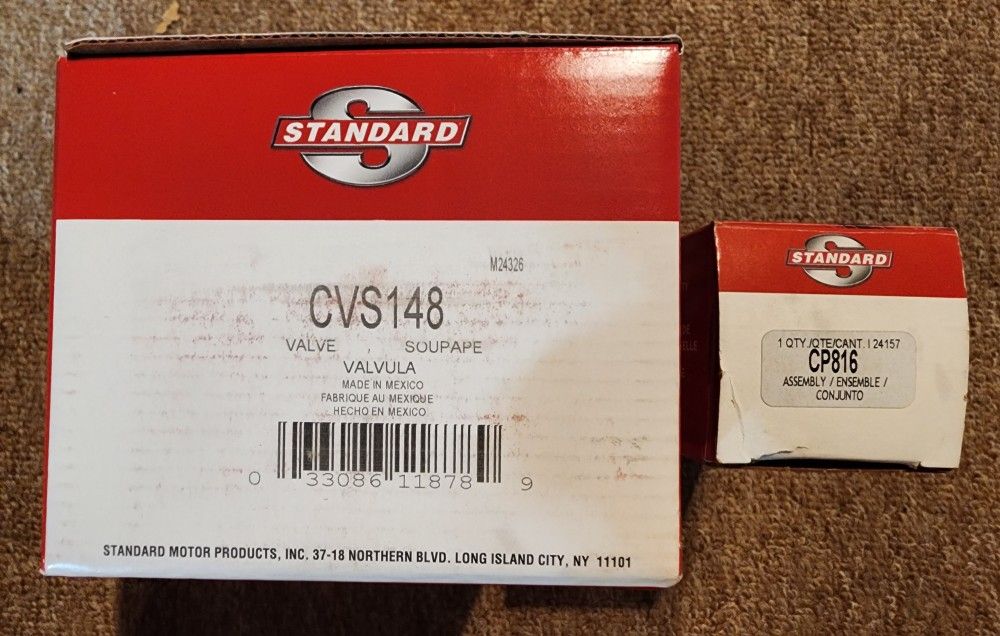 STANDARD
M24326
CVS148
VALVE , SOUPAPE
VALVULA
MADE IN MEXICO
FABRIQUE AU MEXIQUE
HECHO EN MEXICO
0 33086 11878 9
STANDARD MOTOR PRODUCTS, INC. 37-18 NORTHERN BLVD. LONG ISLAND CITY, NY 11101
STANDARD
1 QTY./QTE/CANT. I 24157
CP816
ASSEMBLY / ENSEMBLE /
CONJUNTO